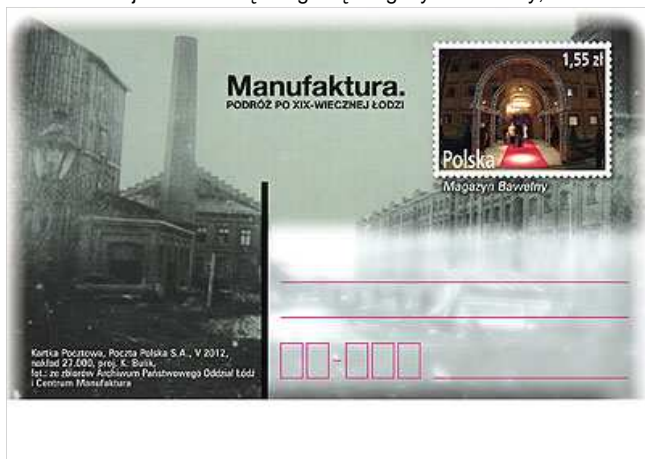 Manufaktura.
PODRÓŻ PO XIX-WIECZNEJ ŁODZI
1,55 zł
Polska
Magazyn Bawełny
Kartka Pocztowa, Poczta Polska S.A., V 2012,
nakład 27.000, proj. K. Bulik,
fot.: ze zbiorów Archiwum Państwowego Oddział Łódź
i Centrum Manufaktura